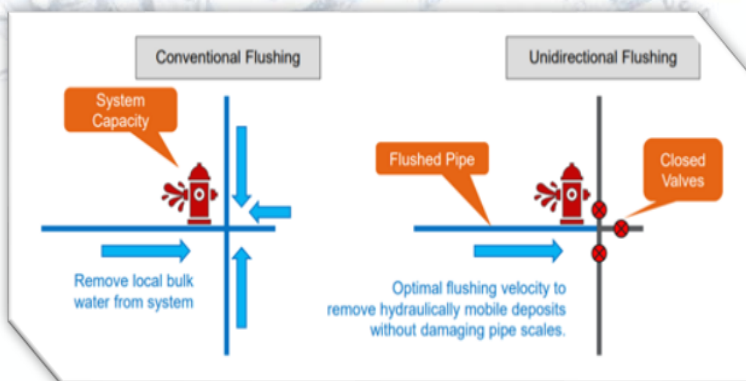 Conventional Flushing
System
Capacity
Remove local bulk
water from system
Unidirectional Flushing
Flushed Pipe
Closed
Valves
Optimal flushing velocity to
remove hydraulically mobile deposits
without damaging pipe scales.